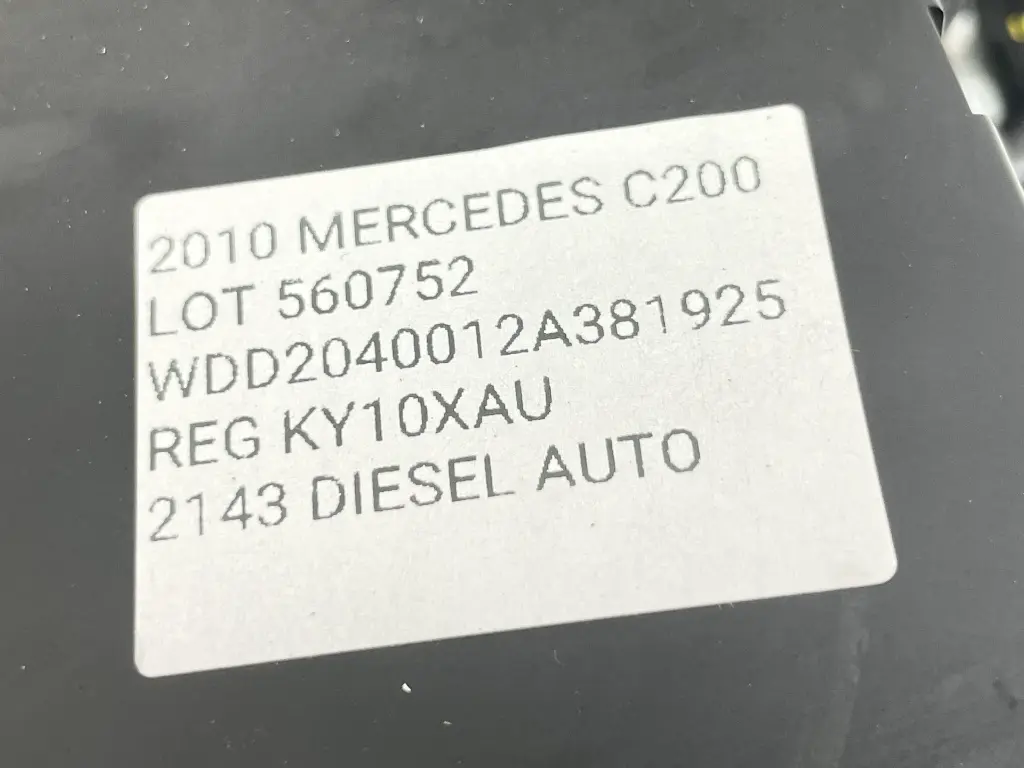 2010 MERCEDES C200
LOT 560752
WDD2040012A381925
REG KY10XAU
2143 DIESEL AUTO